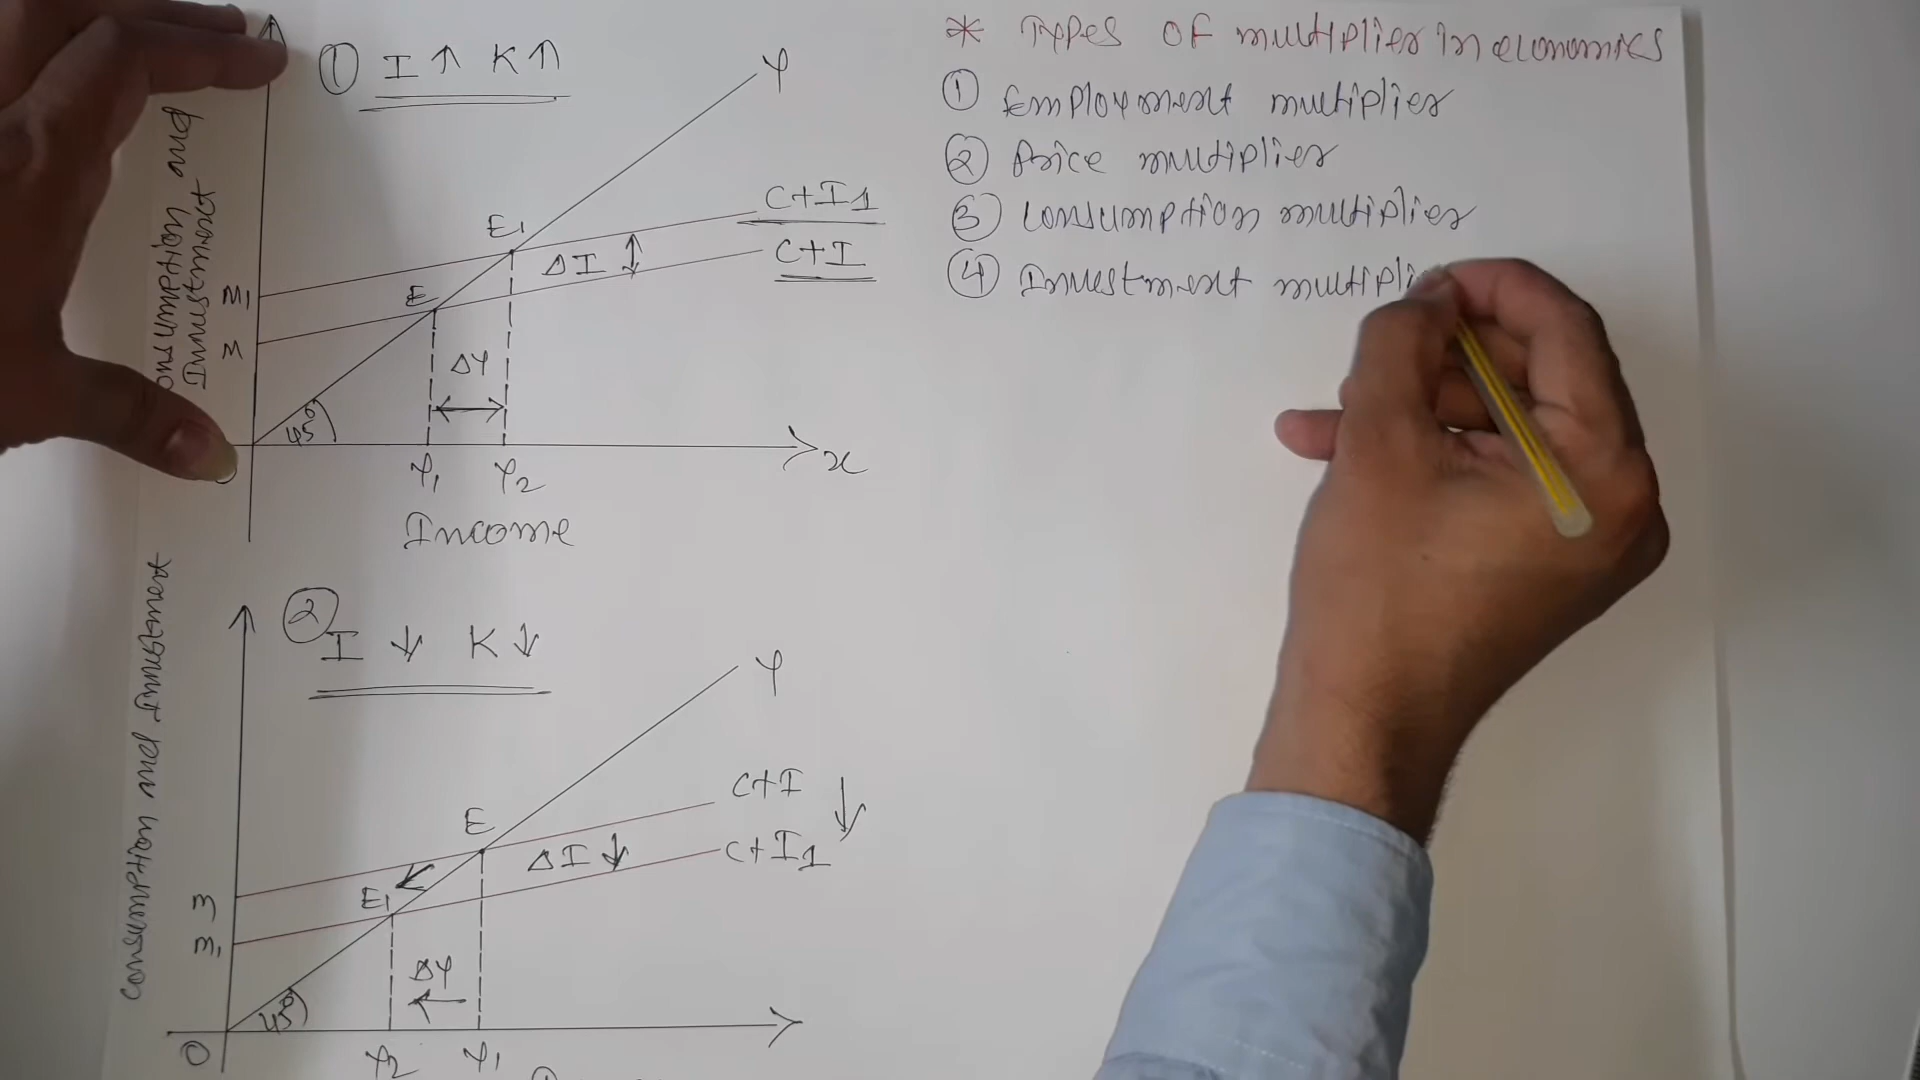 ① I ↑ K ↑
Y
C+I1
C+I
E1
ΔI ↕
E
M1
M
ΔY
45°
Y1 Y2
x
Income
Consumption and
Investment
② I ↓ K ↓
Y
C+I
C+I1
E
ΔI ↓
E1
M
M1
ΔY
45°
O
Y2 Y1
Consumption and Investment
* Types of multiplier in economics
① Employment multiplier
② Price multiplier
③ Consumption multiplier
④ Investment multipli